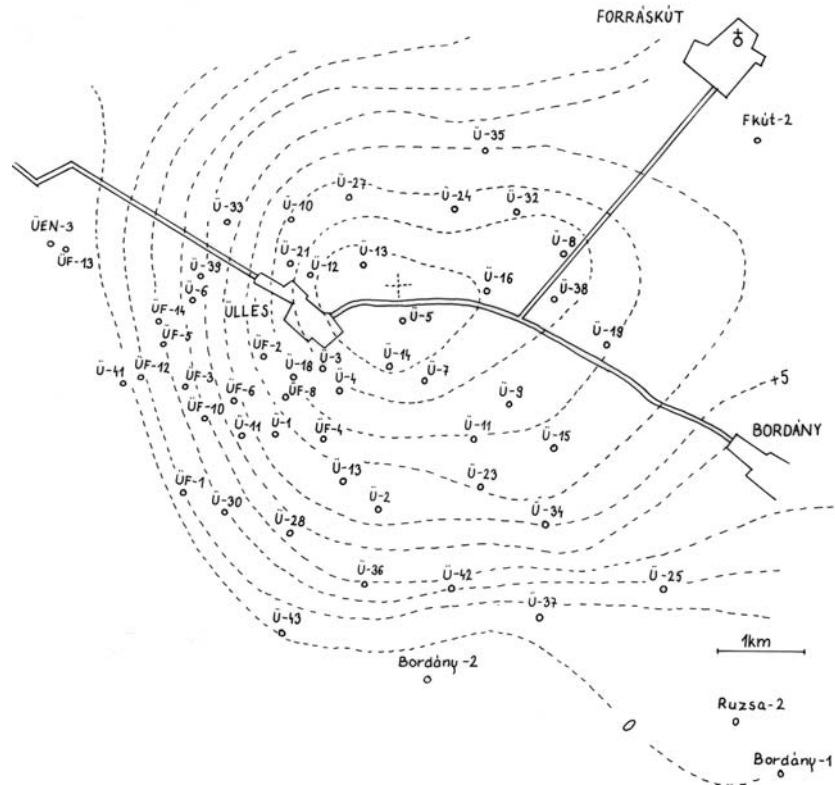 FORRÁSKÚT
Fkút-2
Ü-35
Ü-27
Ü-24
Ü-32
Ü-33
Ü-10
ÜEN-3
ÜF-13
Ü-21
Ü-12
Ü-13
Ü-8
Ü-39
Ü-6
Ü-16
Ü-38
ÜLLÉS
ÜF-14
Ü-5
ÜF-5
Ü-19
ÜF-2
Ü-3
Ü-14
Ü-41
ÜF-12
ÜF-3
Ü-18
Ü-4
Ü-7
+5
ÜF-6
ÜF-8
Ü-9
ÜF-10
Ü-11
Ü-1
ÜF-4
Ü-11
Ü-15
BORDÁNY
ÜF-1
Ü-30
Ü-13
Ü-2
Ü-23
Ü-28
Ü-34
Ü-36
Ü-42
Ü-25
Ü-43
Ü-37
1km
Bordány-2
Ruzsa-2
Bordány-1
0